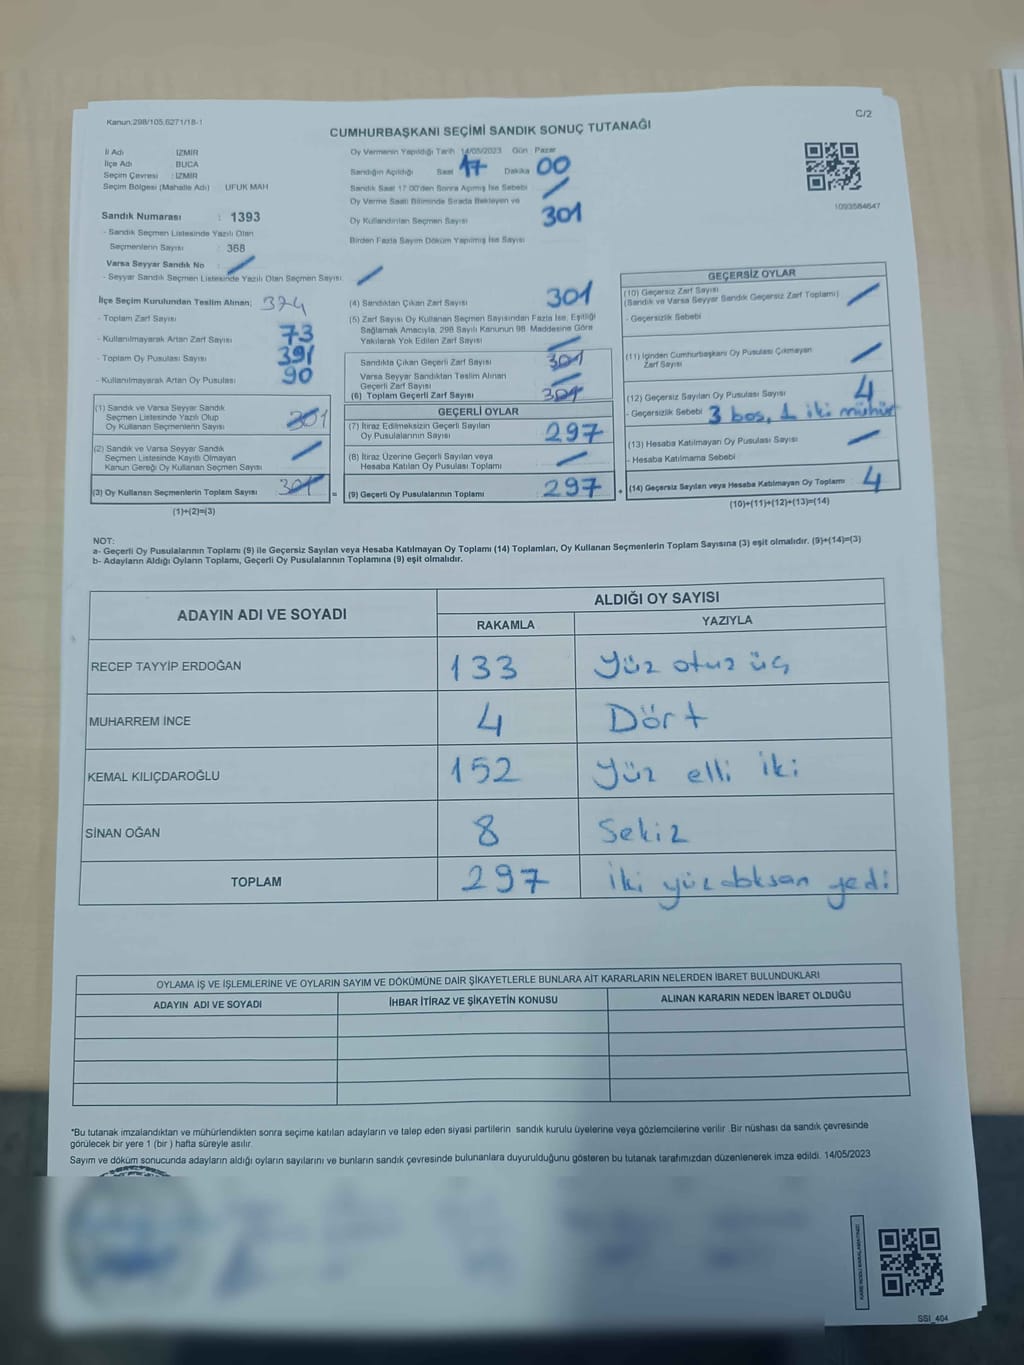 Kanun.298/105,6271/18-1
C/2
CUMHURBAŞKANI SEÇİMİ SANDIK SONUÇ TUTANAĞI
İl Adı İZMİR
İlçe Adı BUCA
Seçim Çevresi : İZMİR
Seçim Bölgesi (Mahalle Adı) UFUK MAH
Oy Vermenin Yapıldığı Tarih 14/05/2023 Gün Pazar
Sandığın Açıldığı Saat 17 Dakika 00
Sandık Saat 17 00'den Sonra Açılmış İse Sebebi
Oy Verme Saati Bitiminde Sırada Bekleyen ve
Oy Kullandırılan Seçmen Sayısı 301
Birden Fazla Sayım Döküm Yapılmış İse Sayısı
1093584647
Sandık Numarası : 1393
- Sandık Seçmen Listesinde Yazılı Olan
Seçmenlerin Sayısı : 368
Varsa Seyyar Sandık No :
- Seyyar Sandık Seçmen Listesinde Yazılı Olan Seçmen Sayısı:
İlçe Seçim Kurulundan Teslim Alınan; 374
- Toplam Zarf Sayısı
- Kullanılmayarak Artan Zarf Sayısı 73
- Toplam Oy Pusulası Sayısı 391
- Kullanılmayarak Artan Oy Pusulası 90
(1) Sandık ve Varsa Seyyar Sandık
Seçmen Listesinde Yazılı Olup
Oy Kullanan Seçmenlerin Sayısı 301
(2) Sandık ve Varsa Seyyar Sandık
Seçmen Listesinde Kayıtlı Olmayan
Kanun Gereği Oy Kullanan Seçmen Sayısı
(3) Oy Kullanan Seçmenlerin Toplam Sayısı 301 =
(1)+(2)=(3)
(4) Sandıktan Çıkan Zarf Sayısı 301
(5) Zarf Sayısı Oy Kullanan Seçmen Sayısından Fazla İse, Eşitliği
Sağlamak Amacıyla, 298 Sayılı Kanunun 98. Maddesine Göre
Yakılarak Yok Edilen Zarf Sayısı
Sandıkta Çıkan Geçerli Zarf Sayısı 301
Varsa Seyyar Sandıktan Teslim Alınan
Geçerli Zarf Sayısı
(6) Toplam Geçerli Zarf Sayısı 301
GEÇERLİ OYLAR
(7) İtiraz Edilmeksizin Geçerli Sayılan
Oy Pusulalarının Sayısı 297
(8) İtiraz Üzerine Geçerli Sayılan veya
Hesaba Katılan Oy Pusulası Toplamı
(9) Geçerli Oy Pusulalarının Toplamı 297 +
GEÇERSİZ OYLAR
(10) Geçersiz Zarf Sayısı
(Sandık ve Varsa Seyyar Sandık Geçersiz Zarf Toplamı)
- Geçersizlik Sebebi
(11) İçinden Cumhurbaşkanı Oy Pusulası Çıkmayan
Zarf Sayısı
(12) Geçersiz Sayılan Oy Pusulası Sayısı 4
- Geçersizlik Sebebi 3 boş, 1 iki mühür
(13) Hesaba Katılmayan Oy Pusulası Sayısı
- Hesaba Katılmama Sebebi
(14) Geçersiz Sayılan veya Hesaba Katılmayan Oy Toplamı 4
(10)+(11)+(12)+(13)=(14)
NOT:
a- Geçerli Oy Pusulalarının Toplamı (9) ile Geçersiz Sayılan veya Hesaba Katılmayan Oy Toplamı (14) Toplamları, Oy Kullanan Seçmenlerin Toplam Sayısına (3) eşit olmalıdır. (9)+(14)=(3)
b- Adayların Aldığı Oyların Toplamı, Geçerli Oy Pusulalarının Toplamına (9) eşit olmalıdır.
ADAYIN ADI VE SOYADI
ALDIĞI OY SAYISI
RAKAMLA YAZIYLA
RECEP TAYYİP ERDOĞAN 133 Yüz otuz üç
MUHARREM İNCE 4 Dört
KEMAL KILIÇDAROĞLU 152 Yüz elli iki
SİNAN OĞAN 8 Sekiz
TOPLAM 297 İki yüz yedi
OYLAMA İŞ VE İŞLEMLERİNE VE OYLARIN SAYIM VE DÖKÜMÜNE DAİR ŞİKAYETLERLE BUNLARA AİT KARARLARIN NELERDEN İBARET BULUNDUKLARI
ADAYIN ADI VE SOYADI İHBAR İTİRAZ VE ŞİKAYETİN KONUSU ALINAN KARARIN NEDEN İBARET OLDUĞU
*Bu tutanak imzalandıktan ve mühürlendikten sonra seçime katılan adayların ve talep eden siyasi partilerin sandık kurulu üyelerine veya gözlemcilerine verilir .Bir nüshası da sandık çevresinde
görülecek bir yere 1 (bir ) hafta süreyle asılır.
Sayım ve döküm sonucunda adayların aldığı oyların sayılarını ve bunların sandık çevresinde bulunanlara duyurulduğunu gösteren bu tutanak tarafımızdan düzenlenerek imza edildi. 14/05/2023
SSI_404